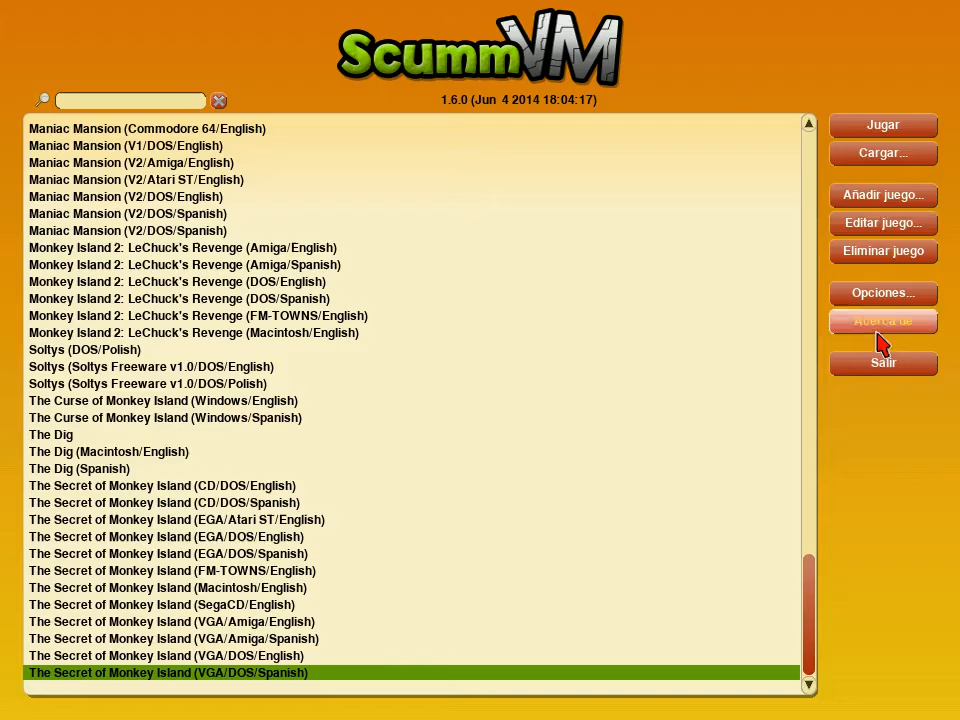 ScummVM
1.6.0 (Jun 4 2014 18:04:17)
Maniac Mansion (Commodore 64/English)
Maniac Mansion (V1/DOS/English)
Maniac Mansion (V2/Amiga/English)
Maniac Mansion (V2/Atari ST/English)
Maniac Mansion (V2/DOS/English)
Maniac Mansion (V2/DOS/Spanish)
Maniac Mansion (V2/DOS/Spanish)
Monkey Island 2: LeChuck's Revenge (Amiga/English)
Monkey Island 2: LeChuck's Revenge (Amiga/Spanish)
Monkey Island 2: LeChuck's Revenge (DOS/English)
Monkey Island 2: LeChuck's Revenge (DOS/Spanish)
Monkey Island 2: LeChuck's Revenge (FM-TOWNS/English)
Monkey Island 2: LeChuck's Revenge (Macintosh/English)
Soltys (DOS/Polish)
Soltys (Soltys Freeware v1.0/DOS/English)
Soltys (Soltys Freeware v1.0/DOS/Polish)
The Curse of Monkey Island (Windows/English)
The Curse of Monkey Island (Windows/Spanish)
The Dig
The Dig (Macintosh/English)
The Dig (Spanish)
The Secret of Monkey Island (CD/DOS/English)
The Secret of Monkey Island (CD/DOS/Spanish)
The Secret of Monkey Island (EGA/Atari ST/English)
The Secret of Monkey Island (EGA/DOS/English)
The Secret of Monkey Island (EGA/DOS/Spanish)
The Secret of Monkey Island (FM-TOWNS/English)
The Secret of Monkey Island (Macintosh/English)
The Secret of Monkey Island (SegaCD/English)
The Secret of Monkey Island (VGA/Amiga/English)
The Secret of Monkey Island (VGA/Amiga/Spanish)
The Secret of Monkey Island (VGA/DOS/English)
The Secret of Monkey Island (VGA/DOS/Spanish)
Jugar
Cargar...
Añadir juego...
Editar juego...
Eliminar juego
Opciones...
Acerca de
Salir